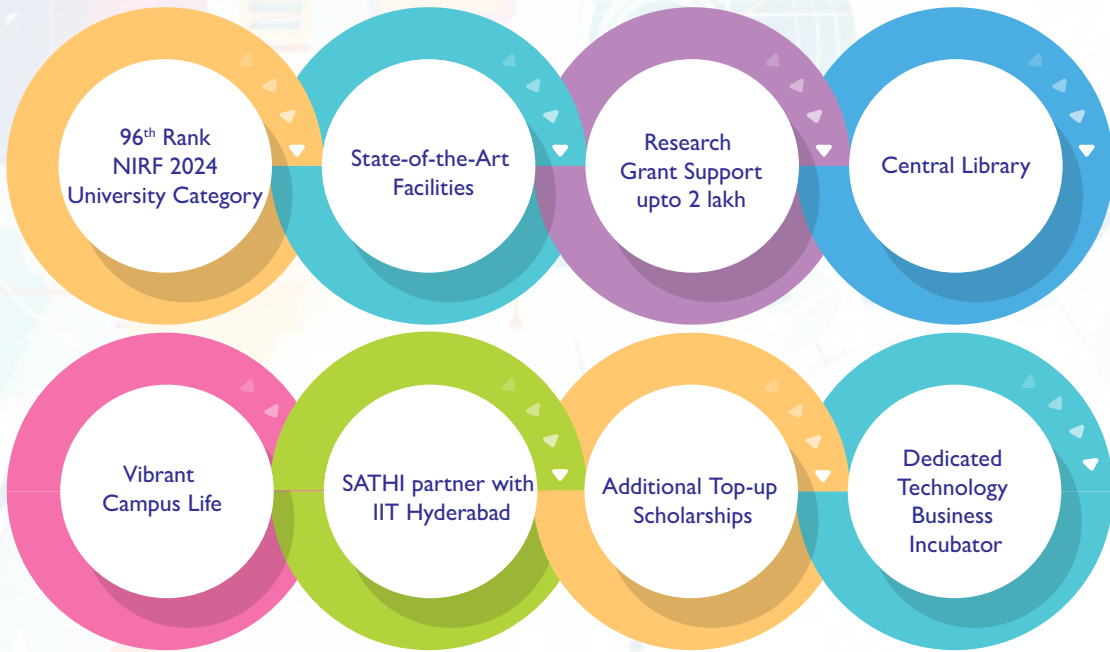 96th Rank
NIRF 2024
University Category
State-of-the-Art
Facilities
Research
Grant Support
upto 2 lakh
Central Library
Vibrant
Campus Life
SATHI partner with
IIT Hyderabad
Additional Top-up
Scholarships
Dedicated
Technology
Business
Incubator